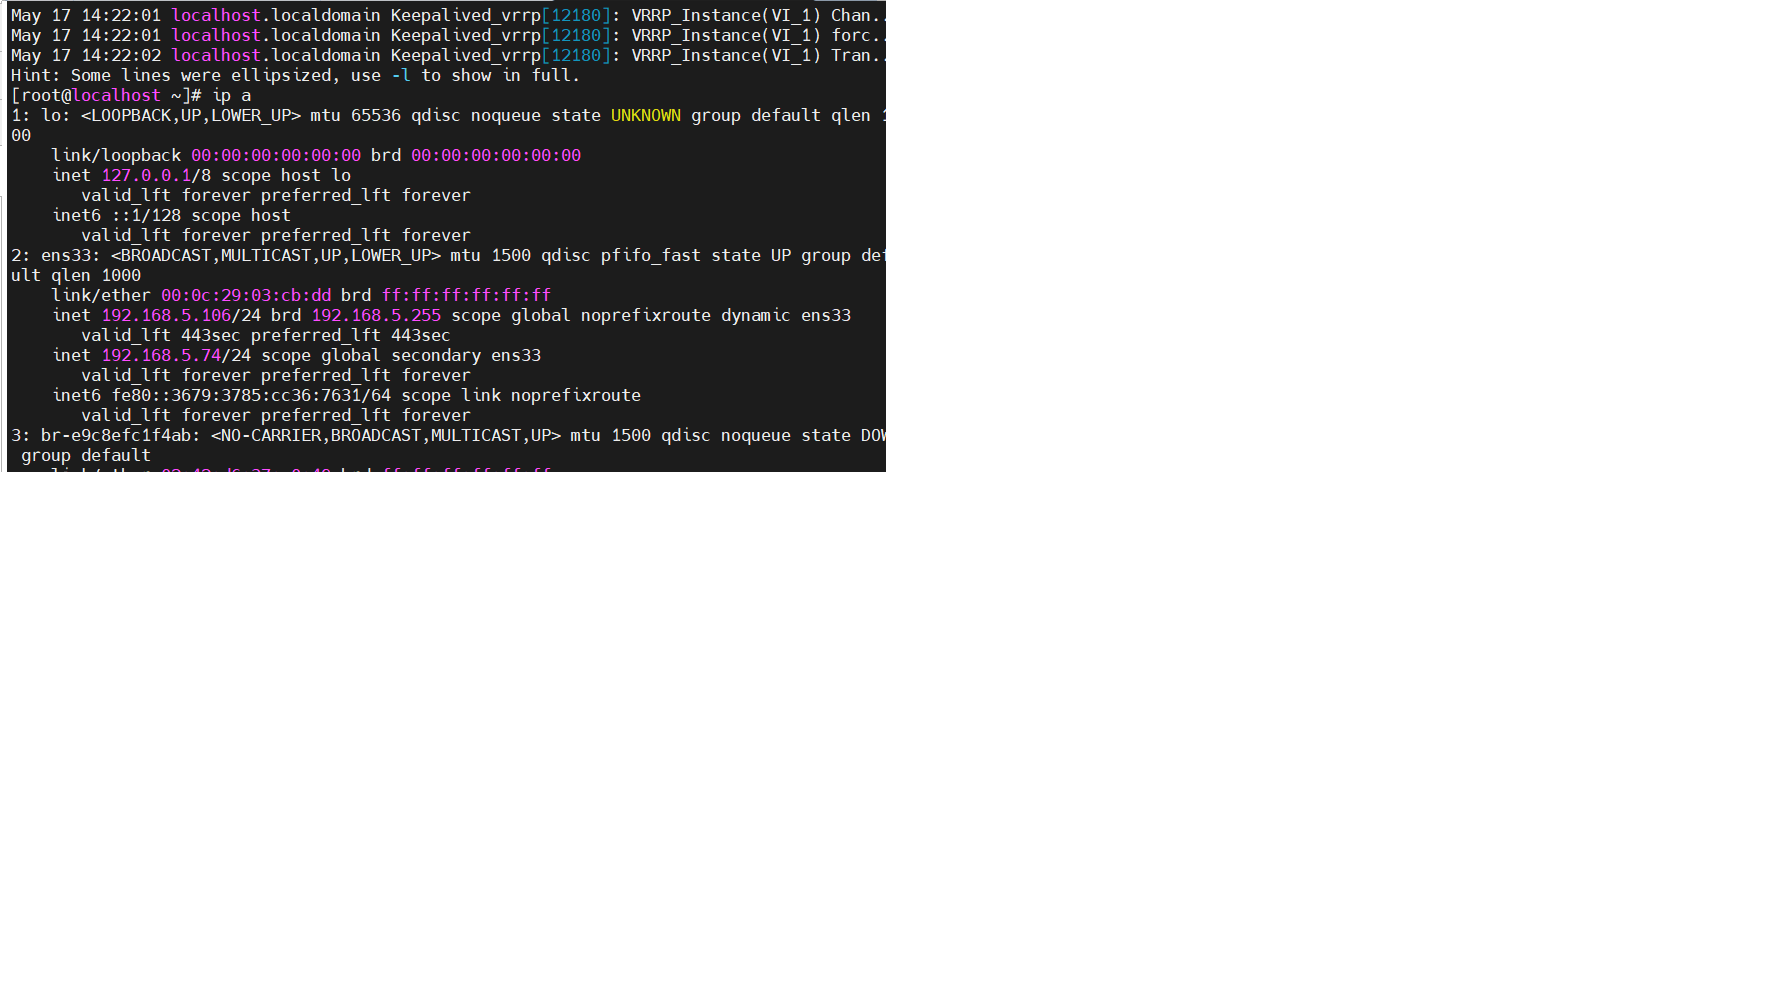 May 17 14:22:01 localhost.localdomain Keepalived_vrrp[12180]: VRRP_Instance(VI_1) Chan..
May 17 14:22:01 localhost.localdomain Keepalived_vrrp[12180]: VRRP_Instance(VI_1) forc..
May 17 14:22:02 localhost.localdomain Keepalived_vrrp[12180]: VRRP_Instance(VI_1) Tran..
Hint: Some lines were ellipsized, use -l to show in full.
[root@localhost ~]# ip a
1: lo: <LOOPBACK,UP,LOWER_UP> mtu 65536 qdisc noqueue state UNKNOWN group default qlen 1
00
    link/loopback 00:00:00:00:00:00 brd 00:00:00:00:00:00
    inet 127.0.0.1/8 scope host lo
       valid_lft forever preferred_lft forever
    inet6 ::1/128 scope host
       valid_lft forever preferred_lft forever
2: ens33: <BROADCAST,MULTICAST,UP,LOWER_UP> mtu 1500 qdisc pfifo_fast state UP group def
ult qlen 1000
    link/ether 00:0c:29:03:cb:dd brd ff:ff:ff:ff:ff:ff
    inet 192.168.5.106/24 brd 192.168.5.255 scope global noprefixroute dynamic ens33
       valid_lft 443sec preferred_lft 443sec
    inet 192.168.5.74/24 scope global secondary ens33
       valid_lft forever preferred_lft forever
    inet6 fe80::3679:3785:cc36:7631/64 scope link noprefixroute
       valid_lft forever preferred_lft forever
3: br-e9c8efc1f4ab: <NO-CARRIER,BROADCAST,MULTICAST,UP> mtu 1500 qdisc noqueue state DOW
 group default